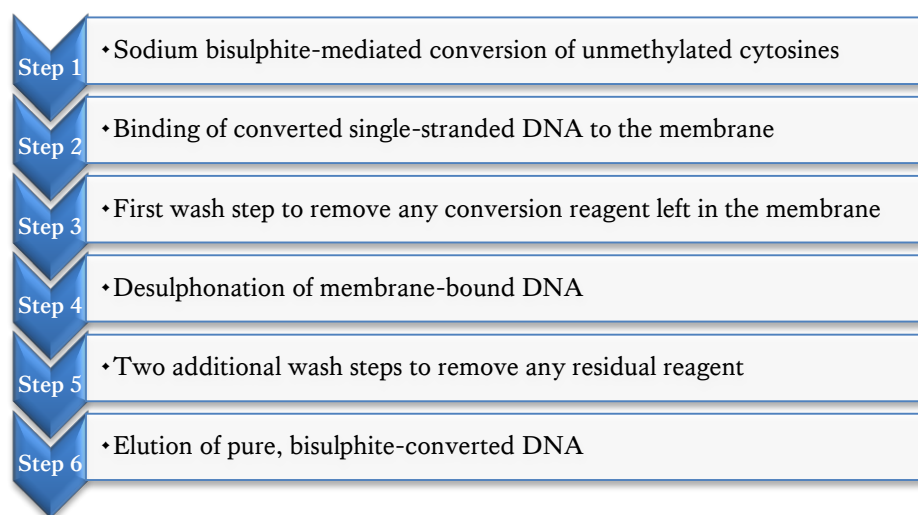 Step 1
•Sodium bisulphite-mediated conversion of unmethylated cytosines
Step 2
•Binding of converted single-stranded DNA to the membrane
Step 3
•First wash step to remove any conversion reagent left in the membrane
Step 4
•Desulphonation of membrane-bound DNA
Step 5
•Two additional wash steps to remove any residual reagent
Step 6
•Elution of pure, bisulphite-converted DNA